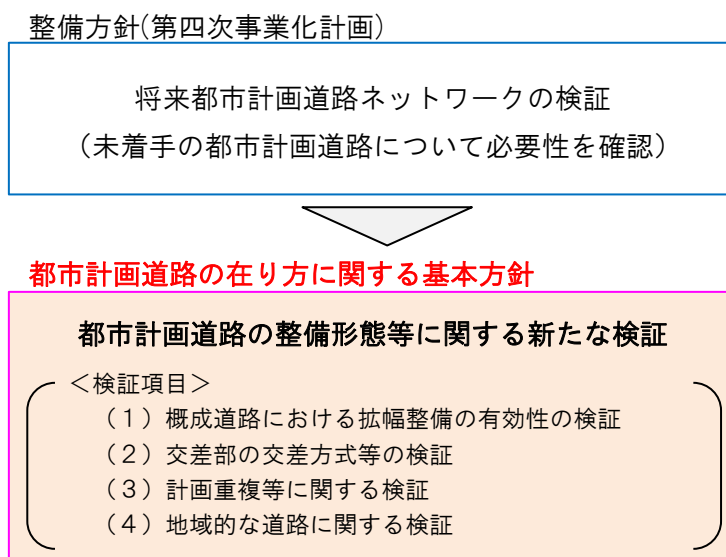 整備方針(第四次事業化計画)
将来都市計画道路ネットワークの検証
（未着手の都市計画道路について必要性を確認）
都市計画道路の在り方に関する基本方針
都市計画道路の整備形態等に関する新たな検証
＜検証項目＞
（１）概成道路における拡幅整備の有効性の検証
（２）交差部の交差方式等の検証
（３）計画重複等に関する検証
（４）地域的な道路に関する検証